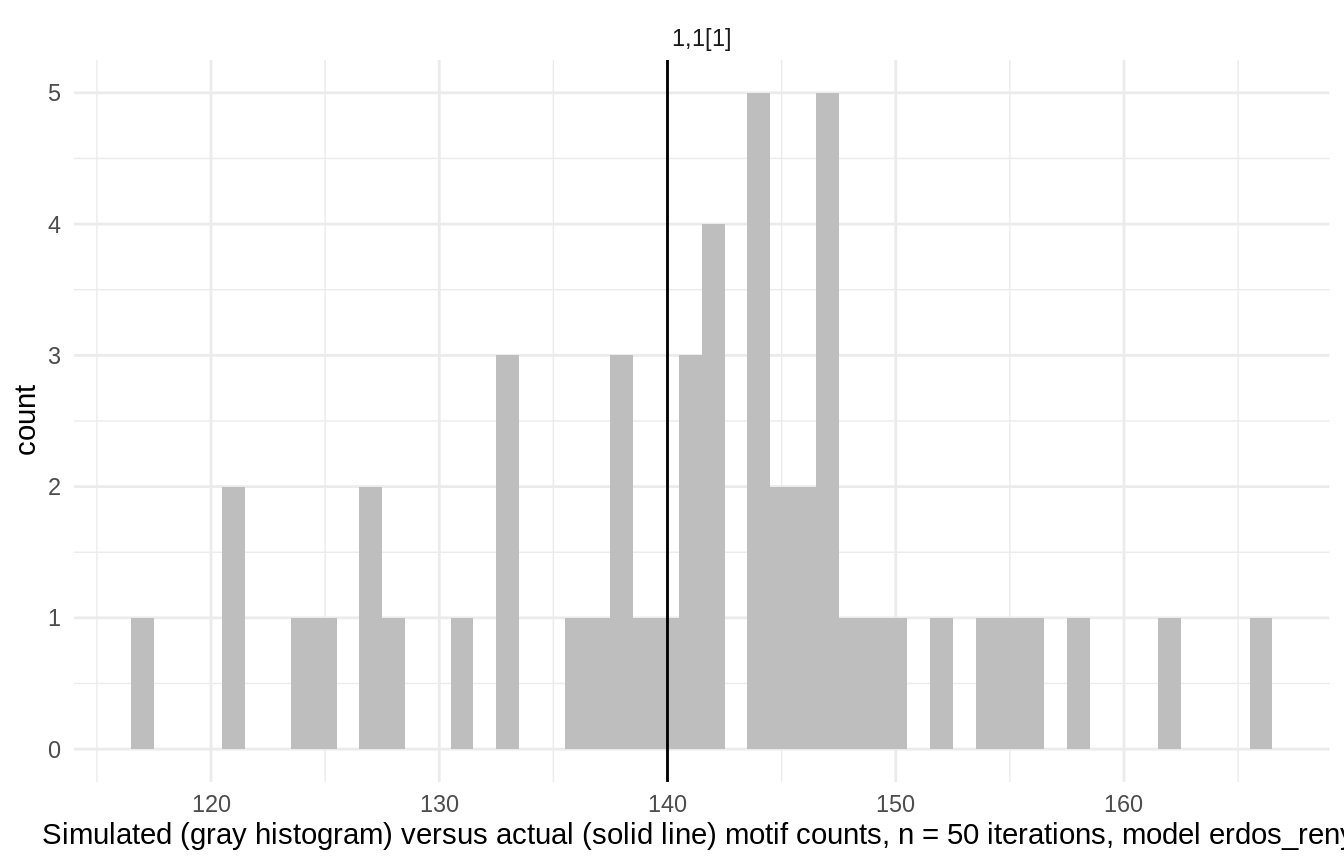 1,1[1]
5
4
3
2
1
0
count
120 130 140 150 160
Simulated (gray histogram) versus actual (solid line) motif counts, n = 50 iterations, model erdos_reny